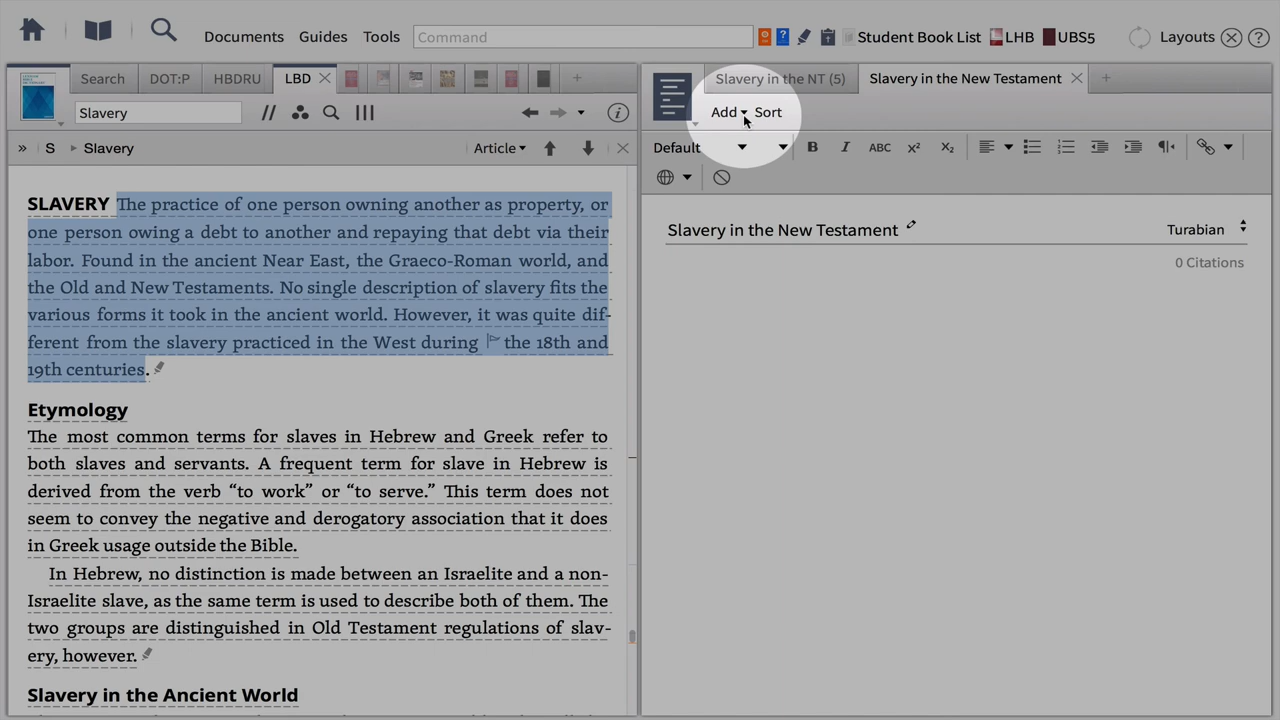 Documents Guides Tools Command Student Book List LHB UBS5 Layouts
Search DOT:P HBDRU LBD
Slavery
S Slavery Article
SLAVERY The practice of one person owning another as property, or
one person owing a debt to another and repaying that debt via their
labor. Found in the ancient Near East, the Graeco-Roman world, and
the Old and New Testaments. No single description of slavery fits the
various forms it took in the ancient world. However, it was quite dif-
ferent from the slavery practiced in the West during the 18th and
19th centuries.
Etymology
The most common terms for slaves in Hebrew and Greek refer to
both slaves and servants. A frequent term for slave in Hebrew is
derived from the verb “to work” or “to serve.” This term does not
seem to convey the negative and derogatory association that it does
in Greek usage outside the Bible.
In Hebrew, no distinction is made between an Israelite and a non-
Israelite slave, as the same term is used to describe both of them. The
two groups are distinguished in Old Testament regulations of slav-
ery, however.
Slavery in the Ancient World
Slavery in the NT (5) Slavery in the New Testament
Add Sort
Default B I ABC X² X₂
Slavery in the New Testament Turabian
0 Citations